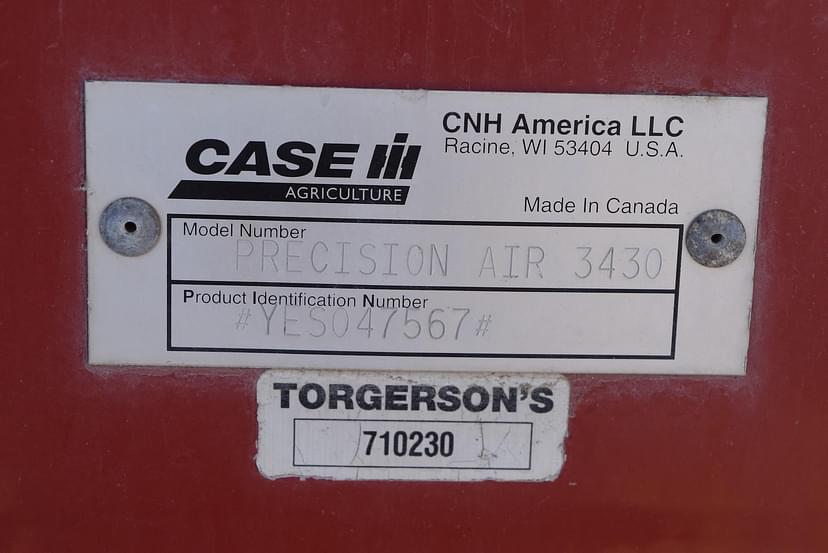 CASE IH
AGRICULTURE
CNH America LLC
Racine, WI 53404 U.S.A.
Made In Canada
Model Number
PRECISION AIR 3430
Product Identification Number
#YES047567#
TORGERSON'S
710230